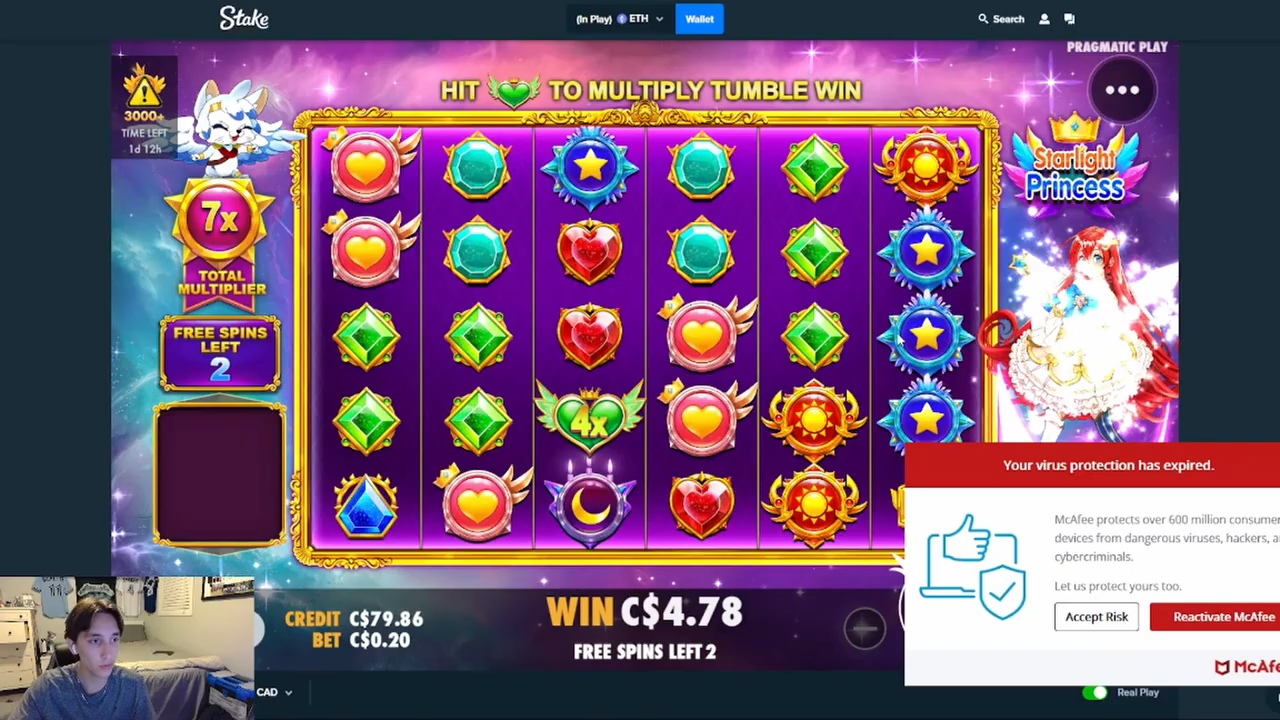 Stake
(In Play) ETH
Wallet
Search
PRAGMATIC PLAY
3000+
TIME LEFT
1d 12h
HIT TO MULTIPLY TUMBLE WIN
Starlight
Princess
7x
TOTAL
MULTIPLIER
FREE SPINS
LEFT
2
4x
Your virus protection has expired.
McAfee protects over 600 million consume
devices from dangerous viruses, hackers, a
cybercriminals.
Let us protect yours too.
Accept Risk
Reactivate McAfee
McAfe
CREDIT C$79.86
BET C$0.20
WIN C$4.78
FREE SPINS LEFT 2
CAD
Real Play